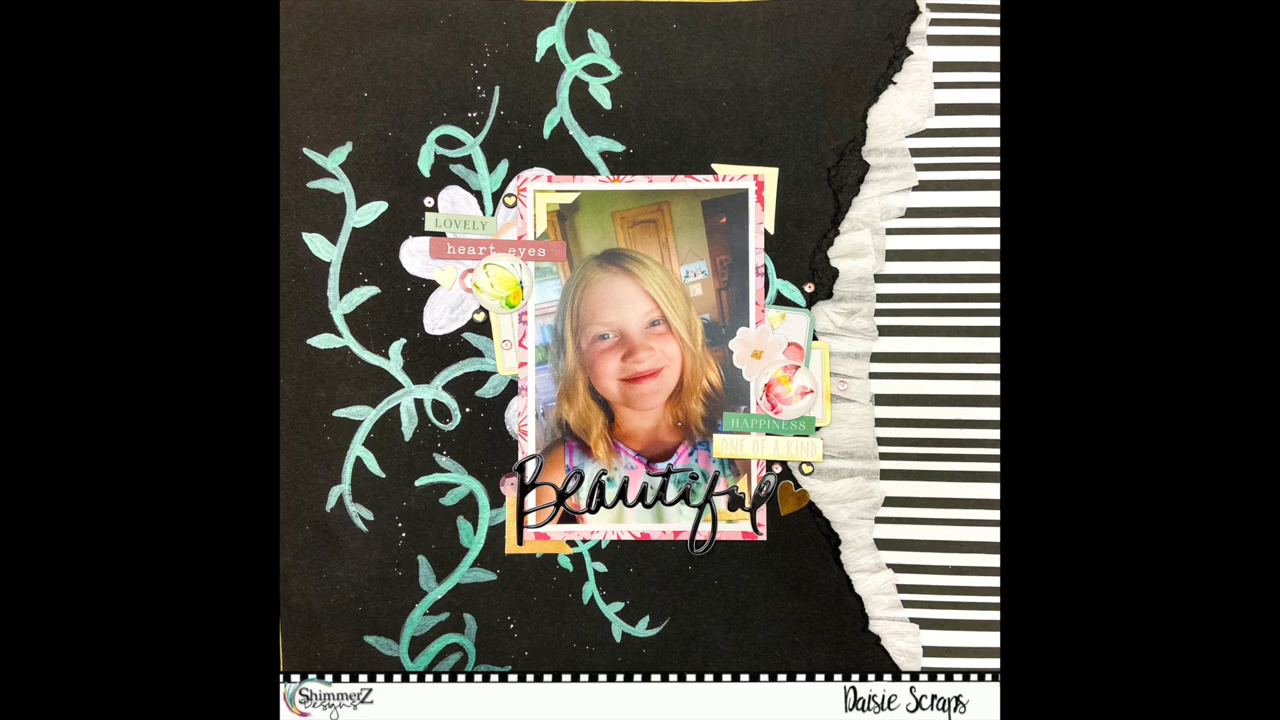 LOVELY
heart eyes
HAPPINESS
ONE OF A KIND
Beautiful
ShimmerZ
Designs
Daisie Scraps